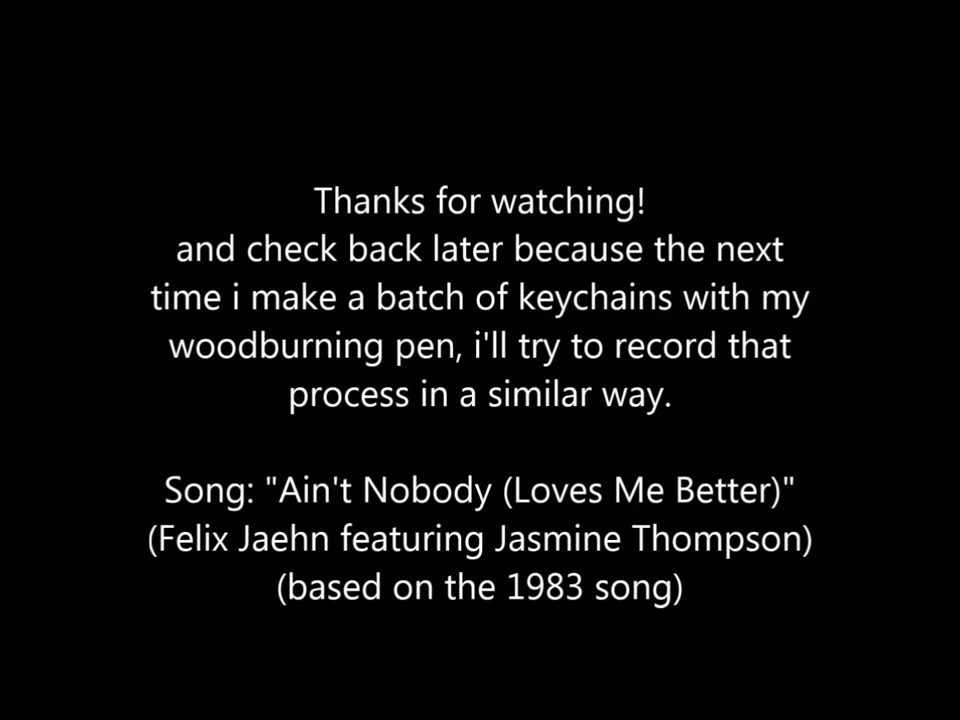 Thanks for watching!
and check back later because the next
time i make a batch of keychains with my
woodburning pen, i'll try to record that
process in a similar way.
Song: "Ain't Nobody (Loves Me Better)"
(Felix Jaehn featuring Jasmine Thompson)
(based on the 1983 song)